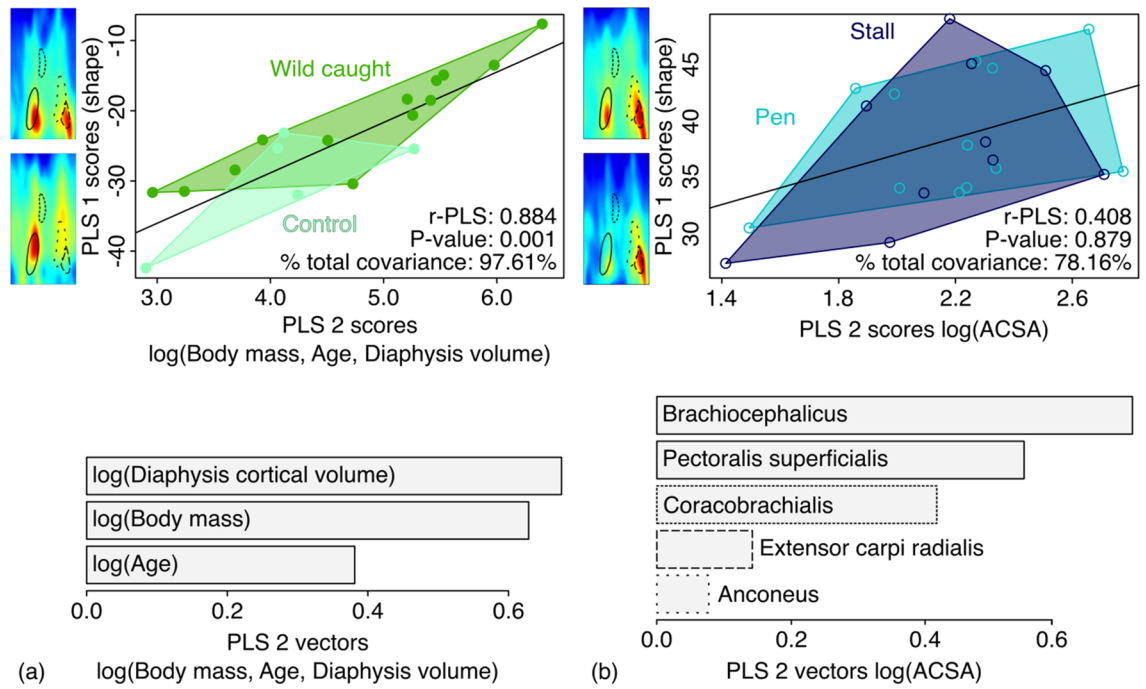 PLS 1 scores (shape)
-10
-20
-30
-40
Wild caught
Control
r-PLS: 0.884
P-value: 0.001
% total covariance: 97.61%
3.0 4.0 5.0 6.0
PLS 2 scores
log(Body mass, Age, Diaphysis volume)
PLS 1 scores (shape)
45
40
35
30
Stall
Pen
r-PLS: 0.408
P-value: 0.879
% total covariance: 78.16%
1.4 1.8 2.2 2.6
PLS 2 scores log(ACSA)
log(Diaphysis cortical volume)
log(Body mass)
log(Age)
0.0 0.2 0.4 0.6
PLS 2 vectors
(a) log(Body mass, Age, Diaphysis volume)
Brachiocephalicus
Pectoralis superficialis
Coracobrachialis
Extensor carpi radialis
Anconeus
0.0 0.2 0.4 0.6
(b) PLS 2 vectors log(ACSA)